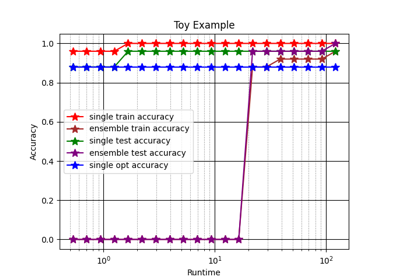 Toy Example
1.0
0.8
0.6
0.4
0.2
0.0
Accuracy
single train accuracy
ensemble train accuracy
single test accuracy
ensemble test accuracy
single opt accuracy
10⁰
10¹
10²
Runtime